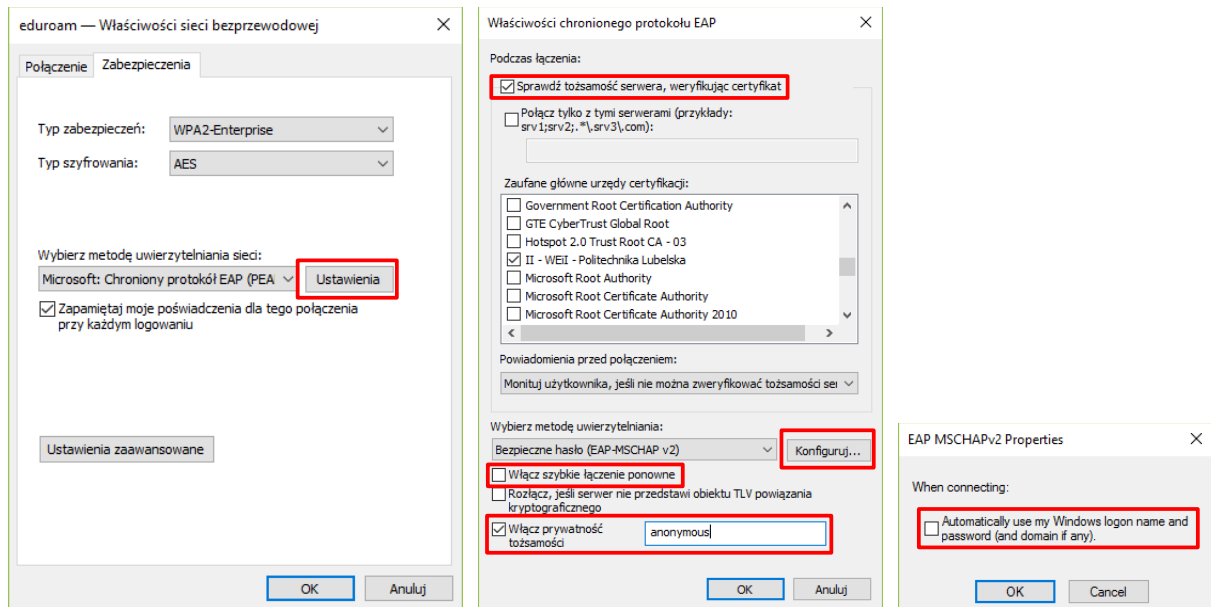 eduroam — Właściwości sieci bezprzewodowej
Połączenie
Zabezpieczenia
Typ zabezpieczeń:
WPA2-Enterprise
Typ szyfrowania:
AES
Wybierz metodę uwierzytelniania sieci:
Microsoft: Chroniony protokół EAP (PEA
Ustawienia
Zapamiętaj moje poświadczenia dla tego połączenia
przy każdym logowaniu
Ustawienia zaawansowane
OK
Anuluj
Właściwości chronionego protokołu EAP
Podczas łączenia:
Sprawdź tożsamość serwera, weryfikując certyfikat
Połącz tylko z tymi serwerami (przykłady:
srv1;srv2;.*\.srv3\.com):
Zaufane główne urzędy certyfikacji:
Government Root Certification Authority
GTE CyberTrust Global Root
Hotspot 2.0 Trust Root CA - 03
II - WEiI - Politechnika Lubelska
Microsoft Root Authority
Microsoft Root Certificate Authority
Microsoft Root Certificate Authority 2010
Powiadomienia przed połączeniem:
Monituj użytkownika, jeśli nie można zweryfikować tożsamości ser
Wybierz metodę uwierzytelniania:
Bezpieczne hasło (EAP-MSCHAP v2)
Konfiguruj...
Włącz szybkie łączenie ponowne
Rozłącz, jeśli serwer nie przedstawi obiektu TLV powiązania
kryptograficznego
Włącz prywatność
tożsamości
anonymous
OK
Anuluj
EAP MSCHAPv2 Properties
When connecting:
Automatically use my Windows logon name and
password (and domain if any).
OK
Cancel